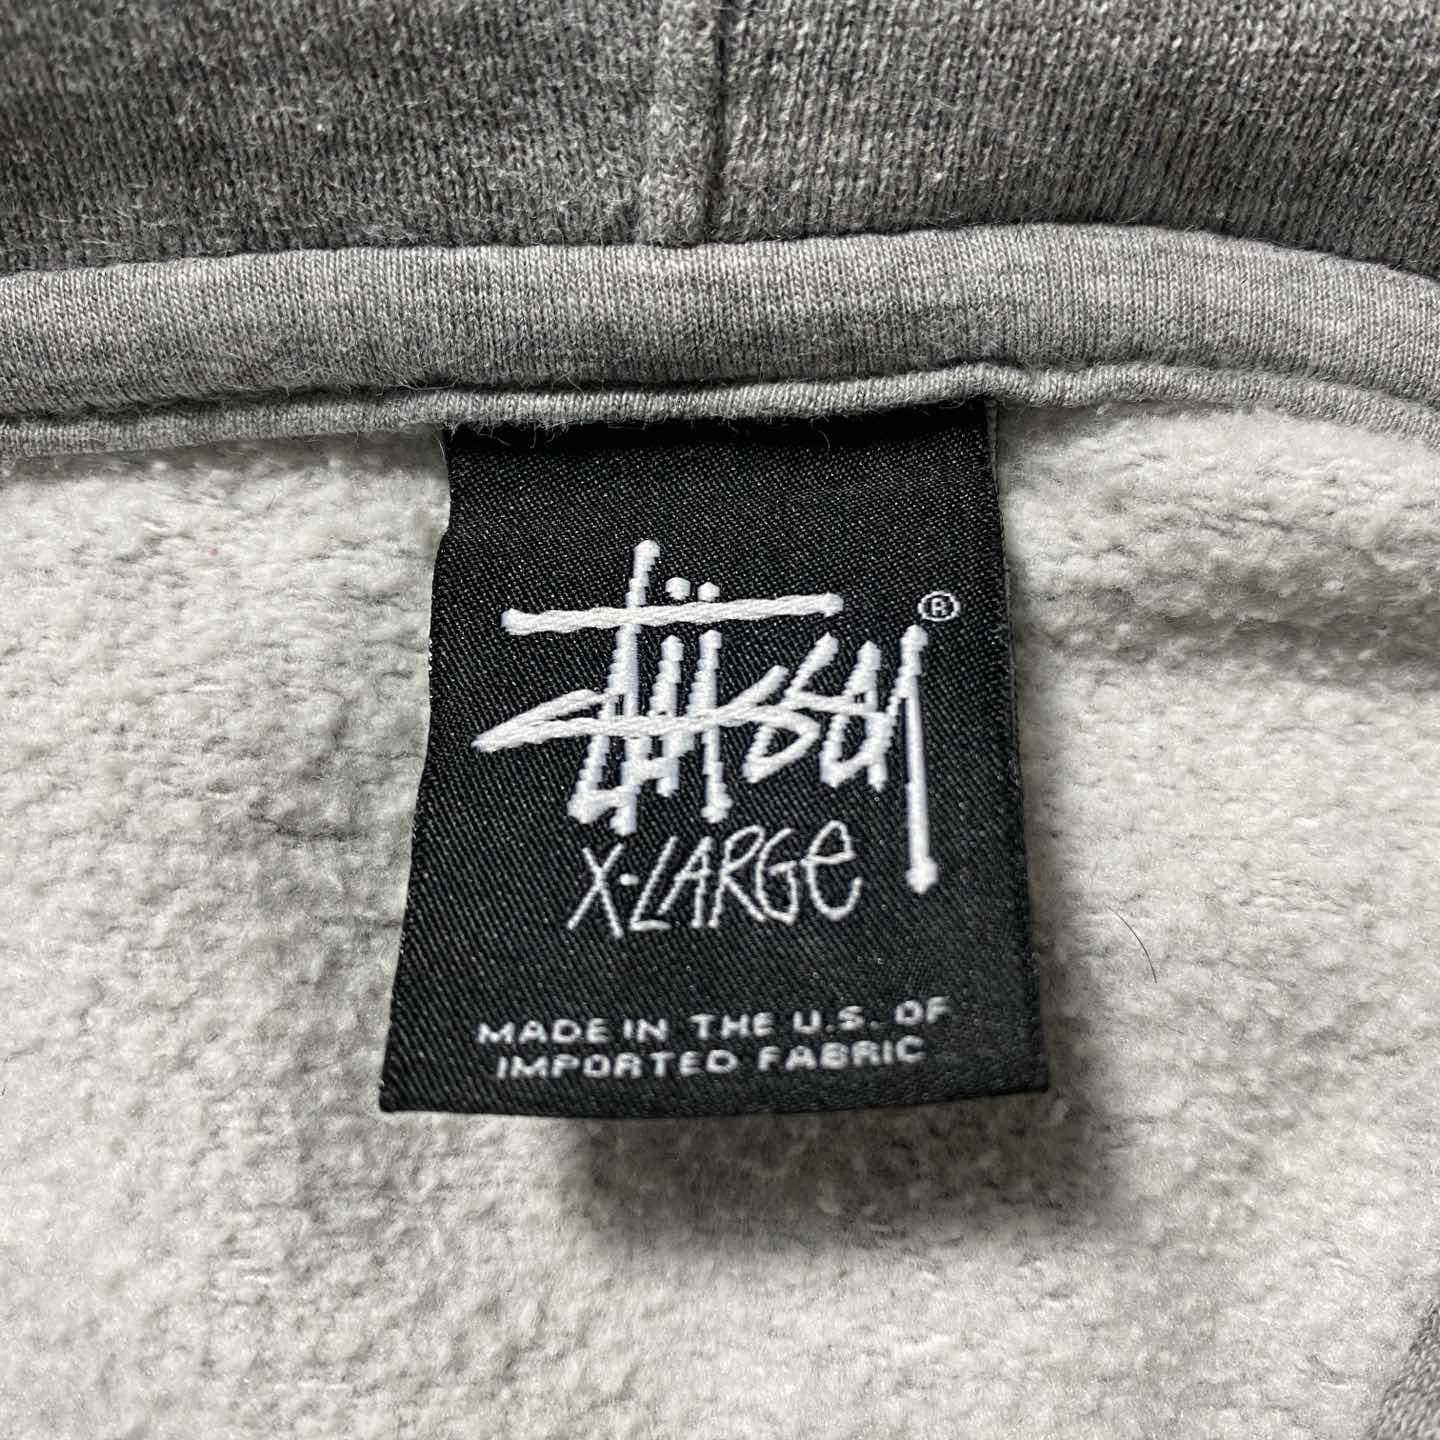 Stüssy ®
X-LARGe
MADE IN THE U.S. OF
IMPORTED FABRIC